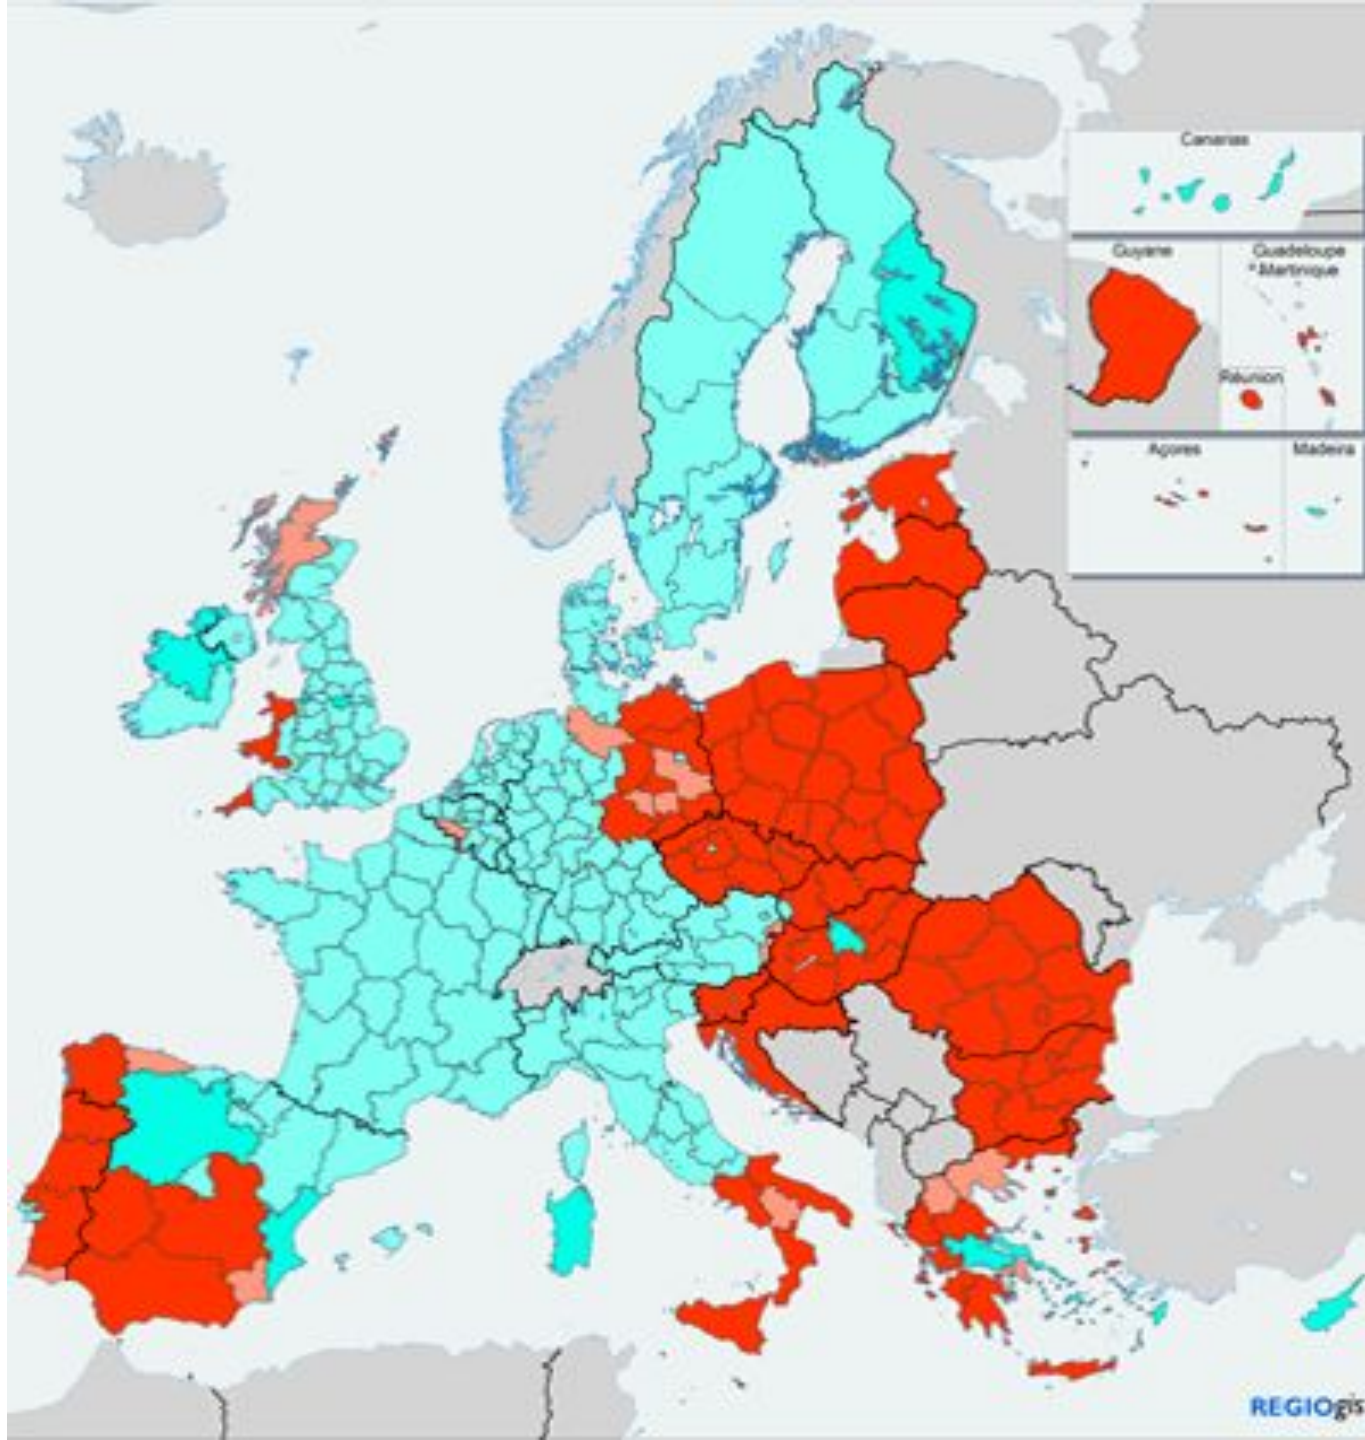 Canarias
Guyane
Guadeloupe
Martinique
Réunion
Açores
Madeira
REGIOgis